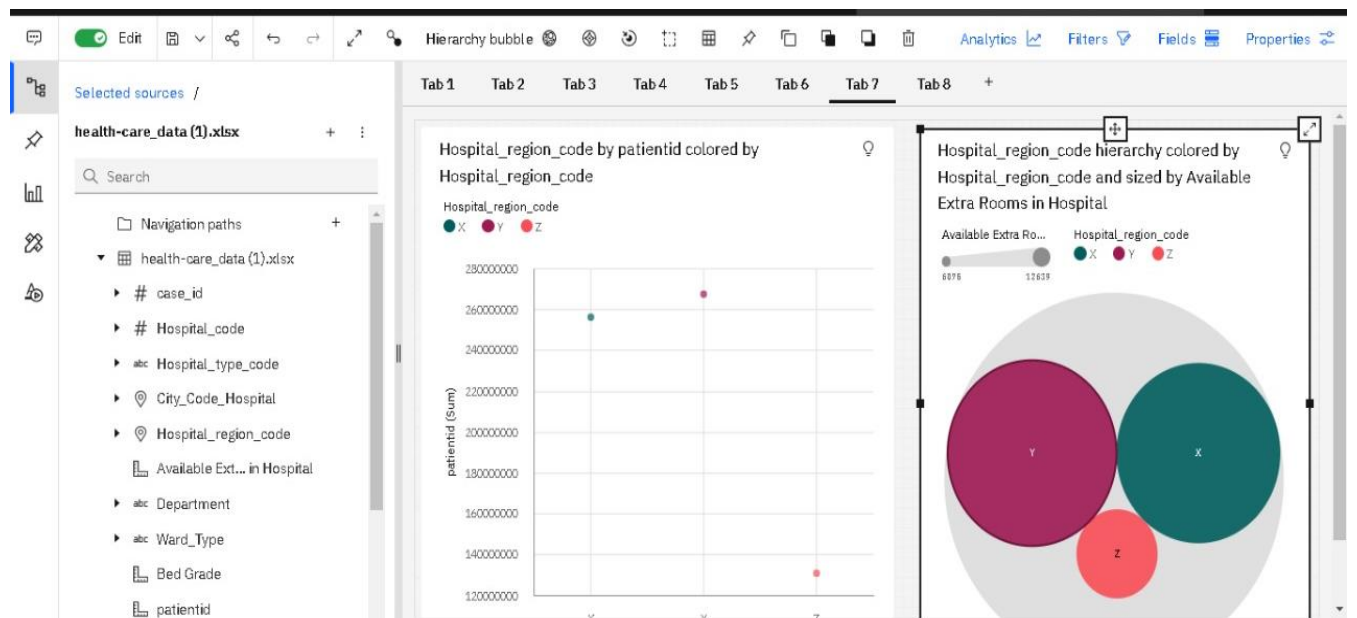 Edit
Hierarchy bubble
Analytics
Filters
Fields
Properties
Selected sources /
health-care_data (1).xlsx
Search
Navigation paths
health-care_data (1).xlsx
# case_id
# Hospital_code
abc Hospital_type_code
City_Code_Hospital
Hospital_region_code
Available Ext... in Hospital
abc Department
abc Ward_Type
Bed Grade
patientid
Tab 1 Tab 2 Tab 3 Tab 4 Tab 5 Tab 6 Tab 7 Tab 8 +
Hospital_region_code by patientid colored by
Hospital_region_code
Hospital_region_code
X Y Z
patientid (Sum)
280000000
260000000
240000000
220000000
200000000
180000000
160000000
140000000
120000000
Hospital_region_code hierarchy colored by
Hospital_region_code and sized by Available
Extra Rooms in Hospital
Available Extra Ro...
6076 12639
Hospital_region_code
X Y Z
Y
X
Z